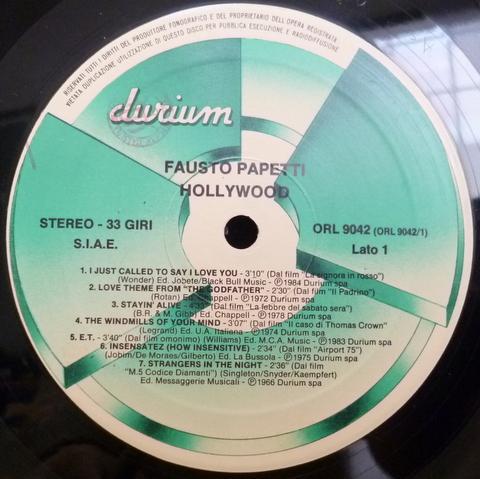 RISERVATI TUTTI I DIRITTI DEL PRODUTTORE FONOGRAFICO E DEL PROPRIETARIO DELL'OPERA REGISTRATA
VIETATA DUPLICAZIONE UTILIZZAZIONE DI QUESTO DISCO PER PUBBLICA ESECUZIONE E RADIODIFFUSIONE
durium
FAUSTO PAPETTI
HOLLYWOOD
STEREO - 33 GIRI
S.I.A.E.
ORL 9042 (ORL 9042/1)
Lato 1
1. I JUST CALLED TO SAY I LOVE YOU - 3'10" (Dal film "La signora in rosso")
(Wonder) Ed. Jobete/Black Bull Music - Ⓟ 1984 Durium spa
2. LOVE THEME FROM "THE GODFATHER" - 2'30" (Dal film "Il Padrino")
(Rotan) Ed. Chappell - Ⓟ 1972 Durium spa
3. STAYIN' ALIVE - 4'33" (Dal film "La febbre del sabato sera")
(B.R. & M. Gibb) Ed. Chappell - Ⓟ 1978 Durium spa
4. THE WINDMILLS OF YOUR MIND - 3'07" (Dal film "Il caso di Thomas Crown")
(Legrand) Ed. U.A. Italiana - Ⓟ 1974 Durium spa
5. E.T. - 3'40" (Dal film omonimo) (Williams) Ed. M.C.A. Music - Ⓟ 1983 Durium spa
6. INSENSATEZ (HOW INSENSITIVE) - 2'34" (Dal film "Airport 75")
(Jobim/De Moraes/Gilberto) Ed. La Bussola - Ⓟ 1975 Durium spa
7. STRANGERS IN THE NIGHT - 2'36" (Dal film
"M.5 Codice Diamanti") (Singleton/Snyder/Kaempfert)
Ed. Messaggerie Musicali - Ⓟ 1966 Durium spa